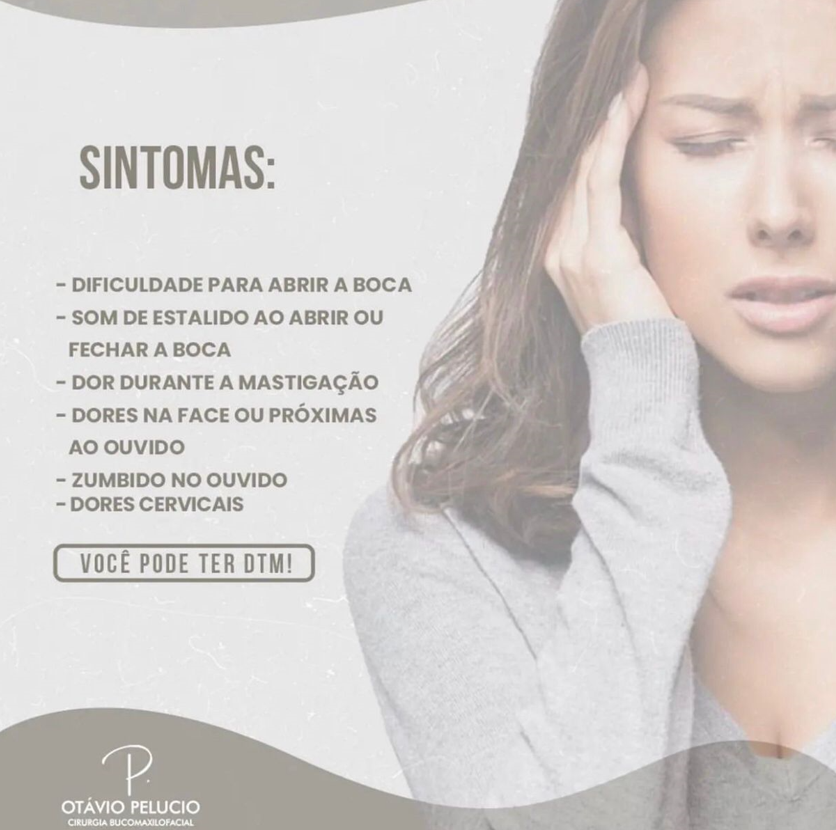 SINTOMAS:
- DIFICULDADE PARA ABRIR A BOCA
- SOM DE ESTALIDO AO ABRIR OU
FECHAR A BOCA
- DOR DURANTE A MASTIGAÇÃO
- DORES NA FACE OU PRÓXIMAS
AO OUVIDO
- ZUMBIDO NO OUVIDO
- DORES CERVICAIS
VOCÊ PODE TER DTM!
P.
OTÁVIO PELUCIO
CIRURGIA BUCOMAXILOFACIAL